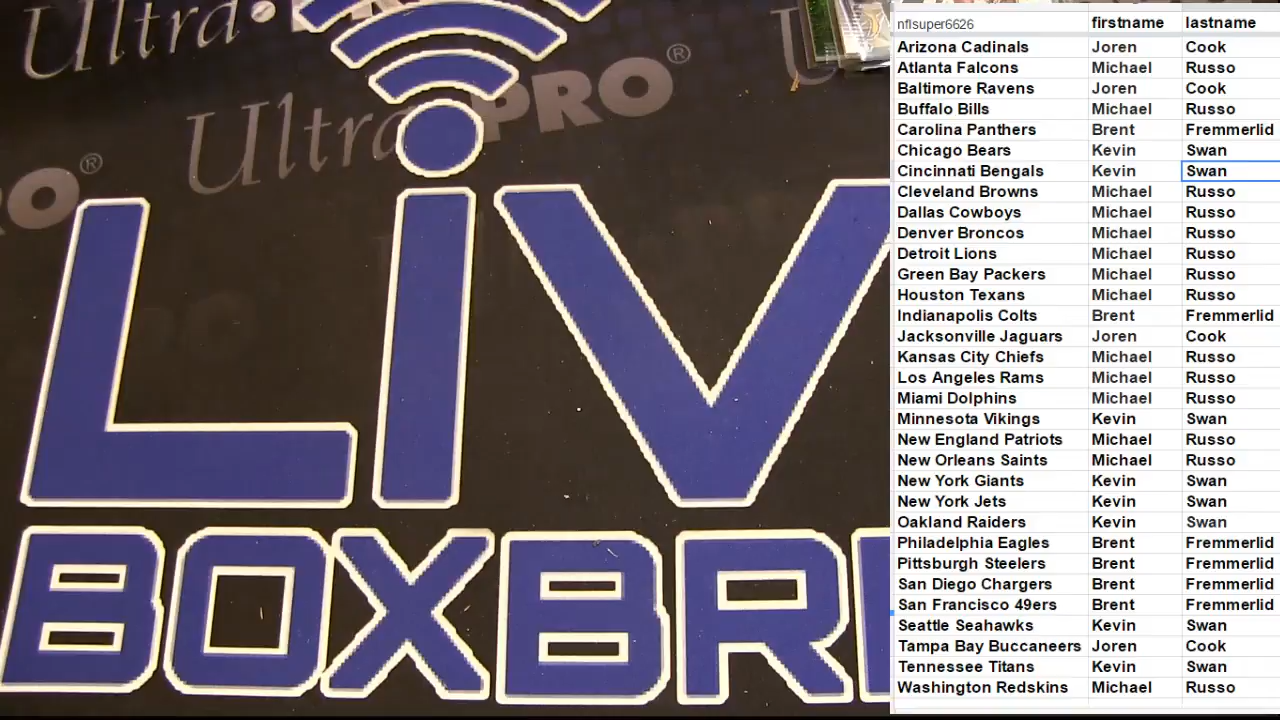 Ultra PRO
Ultra PRO®
RO®
U
LiV
BOXBR
nflsuper6626 firstname lastname
Arizona Cadinals Joren Cook
Atlanta Falcons Michael Russo
Baltimore Ravens Joren Cook
Buffalo Bills Michael Russo
Carolina Panthers Brent Fremmerlid
Chicago Bears Kevin Swan
Cincinnati Bengals Kevin Swan
Cleveland Browns Michael Russo
Dallas Cowboys Michael Russo
Denver Broncos Michael Russo
Detroit Lions Michael Russo
Green Bay Packers Michael Russo
Houston Texans Michael Russo
Indianapolis Colts Brent Fremmerlid
Jacksonville Jaguars Joren Cook
Kansas City Chiefs Michael Russo
Los Angeles Rams Michael Russo
Miami Dolphins Michael Russo
Minnesota Vikings Kevin Swan
New England Patriots Michael Russo
New Orleans Saints Michael Russo
New York Giants Kevin Swan
New York Jets Kevin Swan
Oakland Raiders Kevin Swan
Philadelphia Eagles Brent Fremmerlid
Pittsburgh Steelers Brent Fremmerlid
San Diego Chargers Brent Fremmerlid
San Francisco 49ers Brent Fremmerlid
Seattle Seahawks Kevin Swan
Tampa Bay Buccaneers Joren Cook
Tennessee Titans Kevin Swan
Washington Redskins Michael Russo